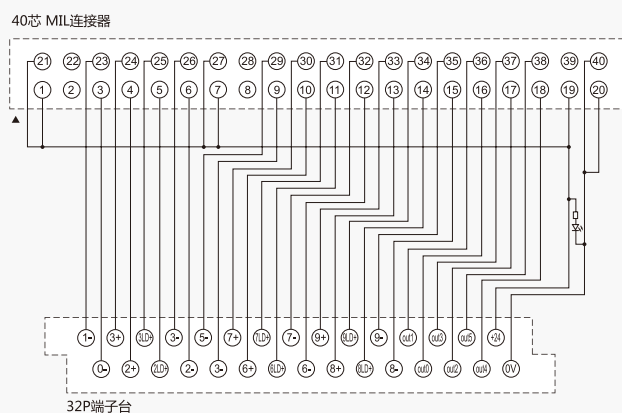 40芯 MIL连接器
21 22 23 24 25 26 27 28 29 30 31 32 33 34 35 36 37 38 39 40
1 2 3 4 5 6 7 8 9 10 11 12 13 14 15 16 17 18 19 20
1- 3+ 3LD+ 3- 5- 7+ 7LD+ 7- 9+ 9LD+ 9- out1 out3 out5 +24
0- 2+ 2LD+ 2- 3- 6+ 6LD+ 6- 8+ 8LD+ 8- out0 out2 out4 0V
32P端子台